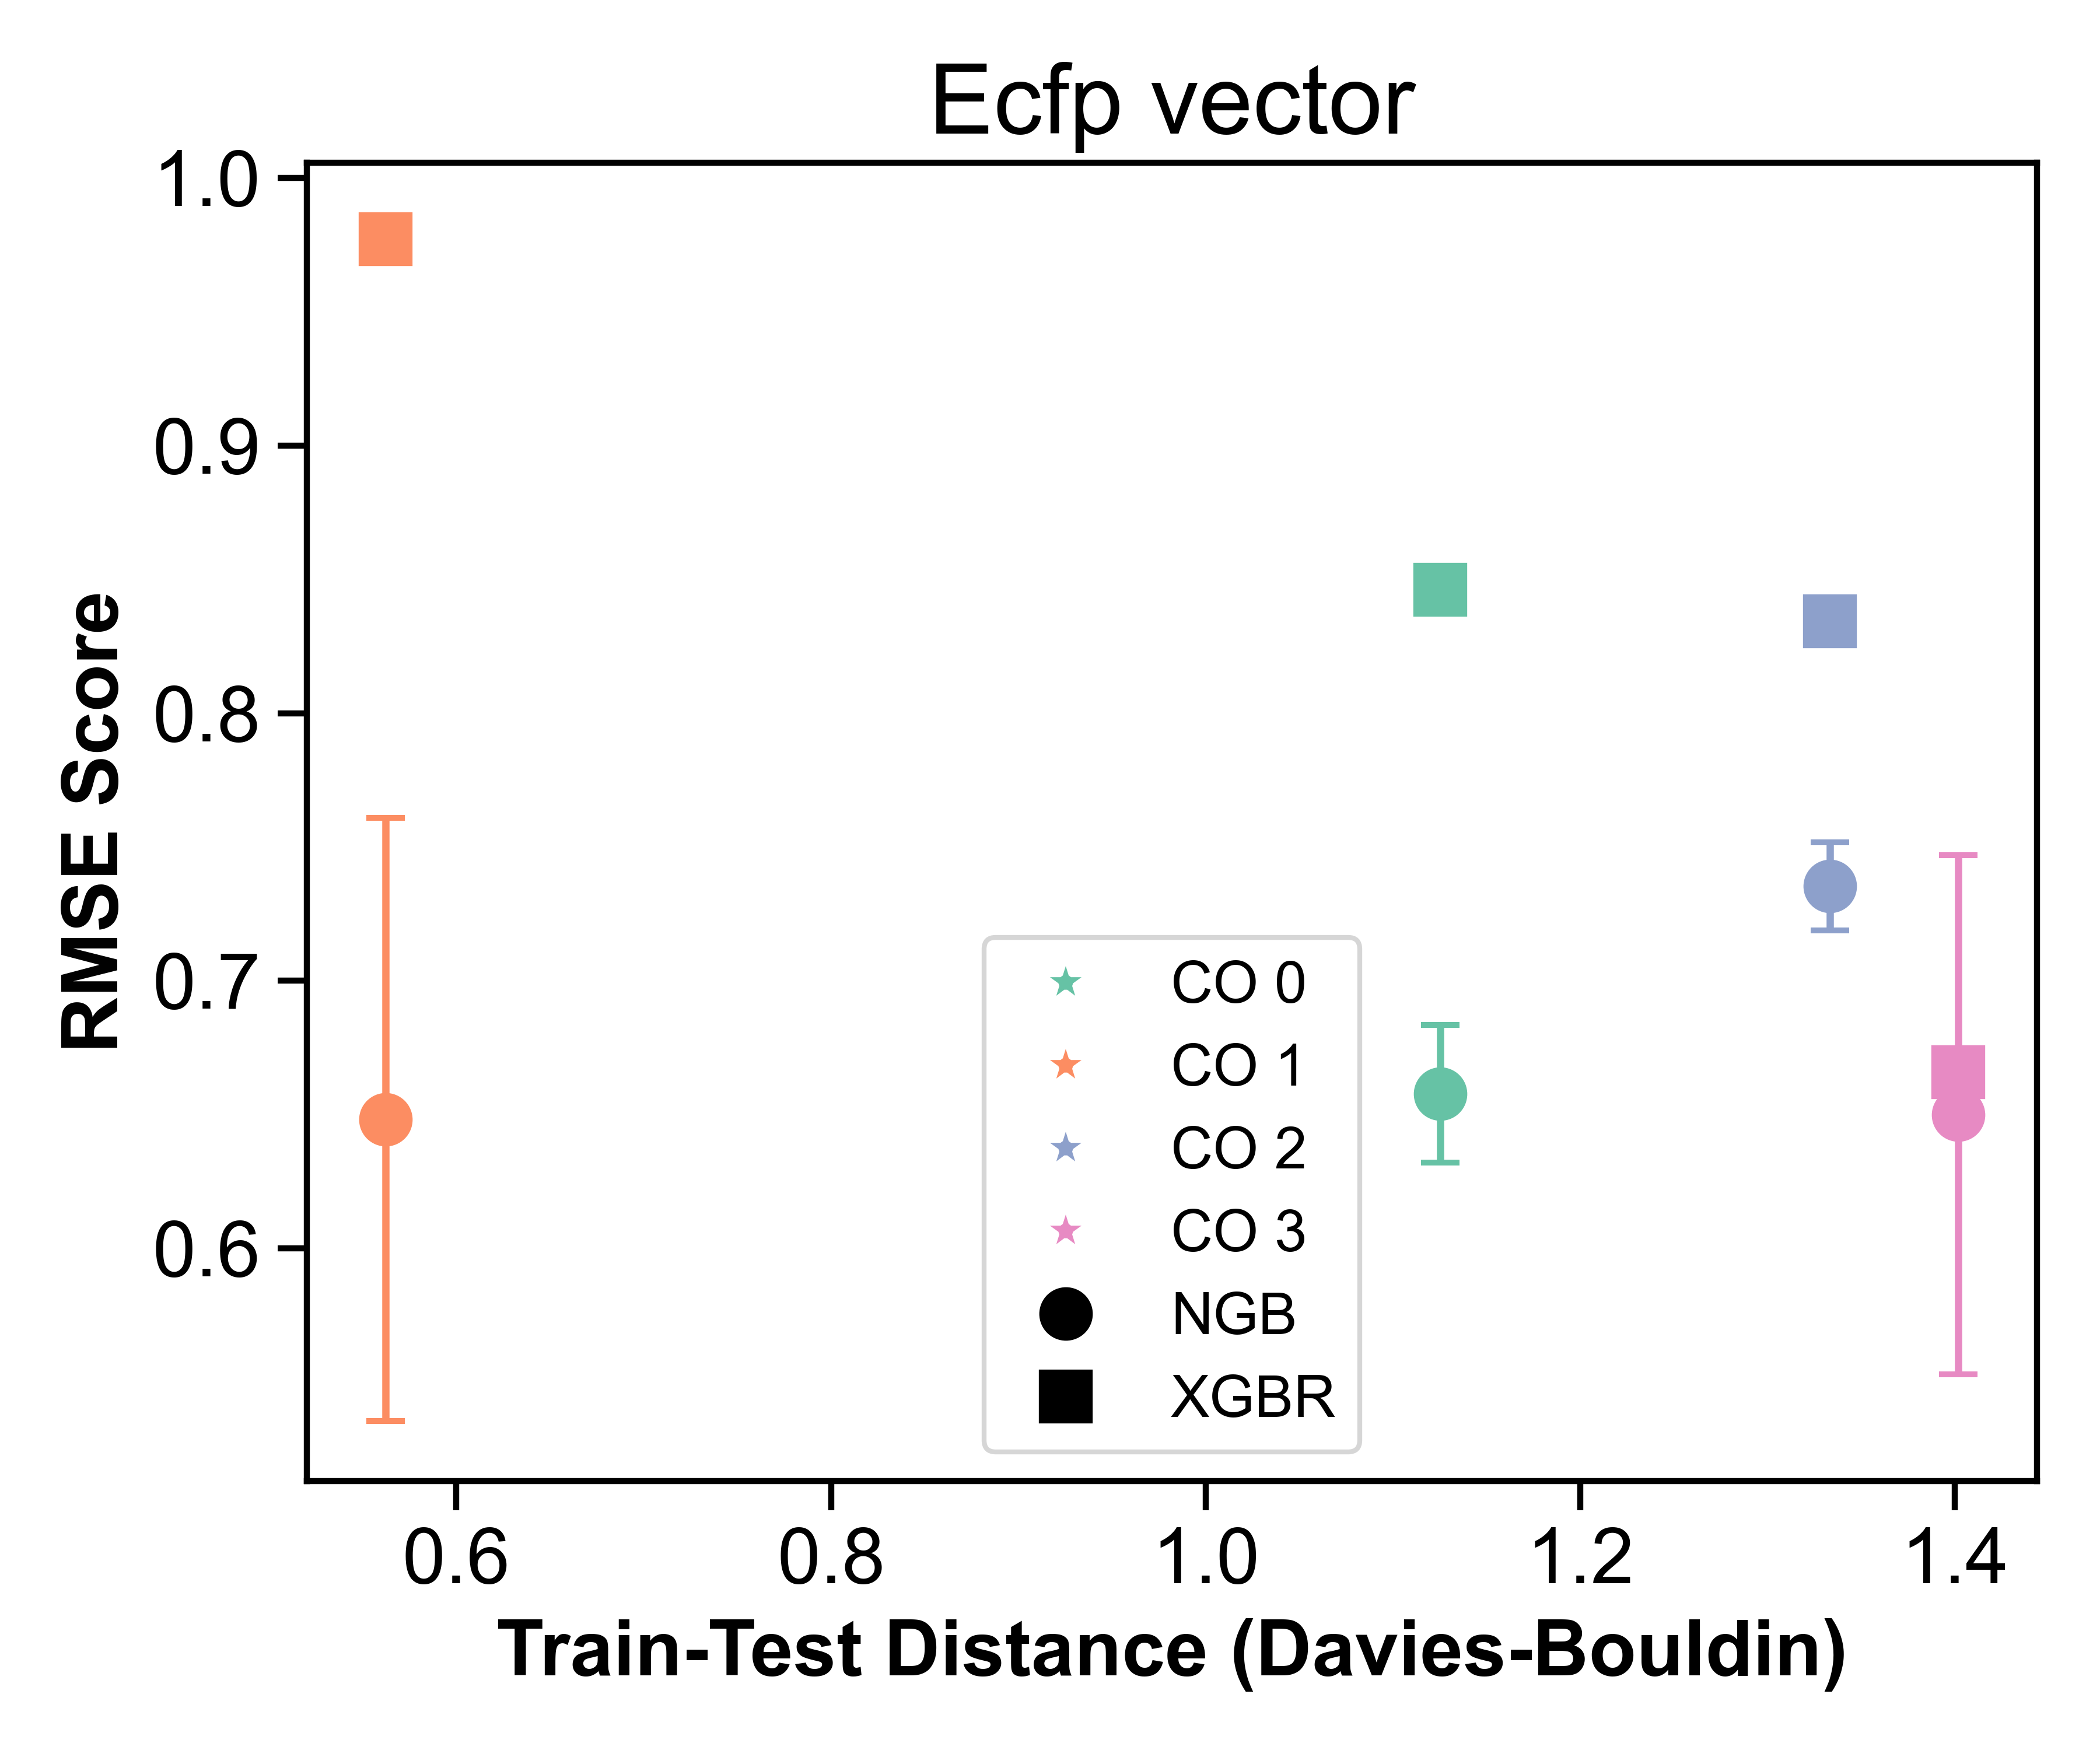 Ecfp vector
1.0
0.9
0.8
0.7
0.6
RMSE Score
CO 0
CO 1
CO 2
CO 3
NGB
XGBR
0.6 0.8 1.0 1.2 1.4
Train-Test Distance (Davies-Bouldin)